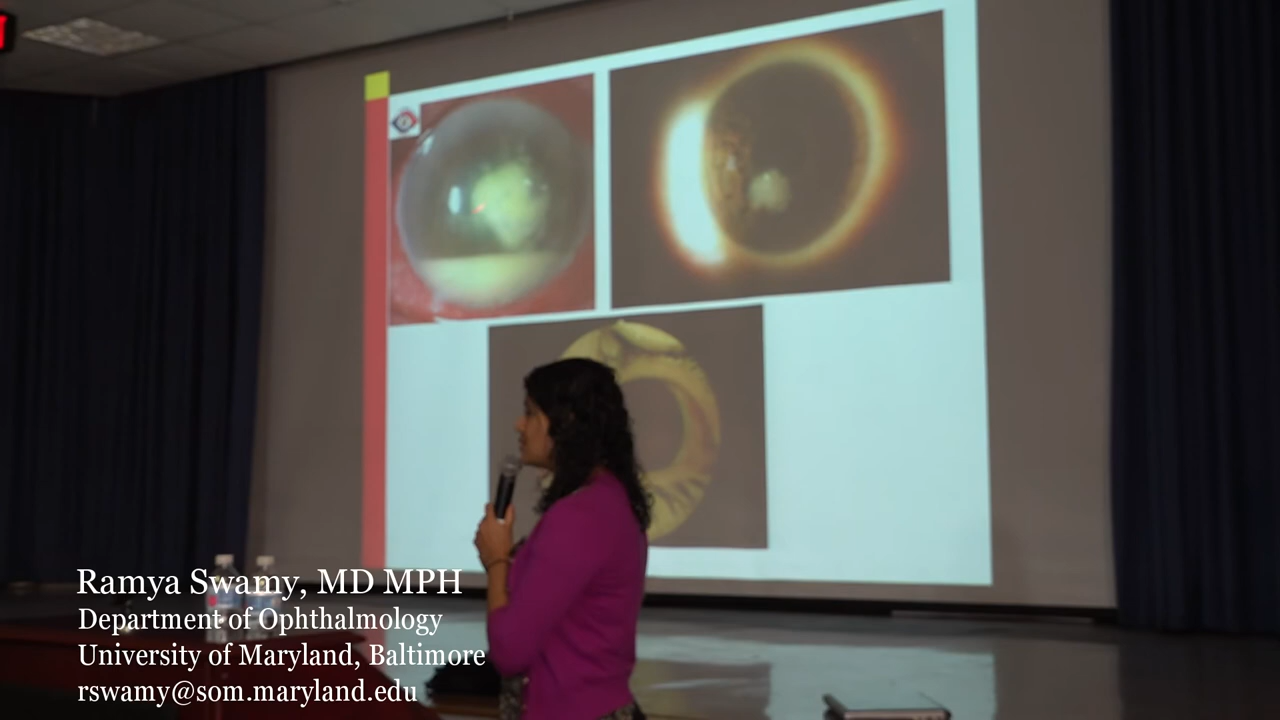 Ramya Swamy, MD MPH
Department of Ophthalmology
University of Maryland, Baltimore
rswamy@som.maryland.edu